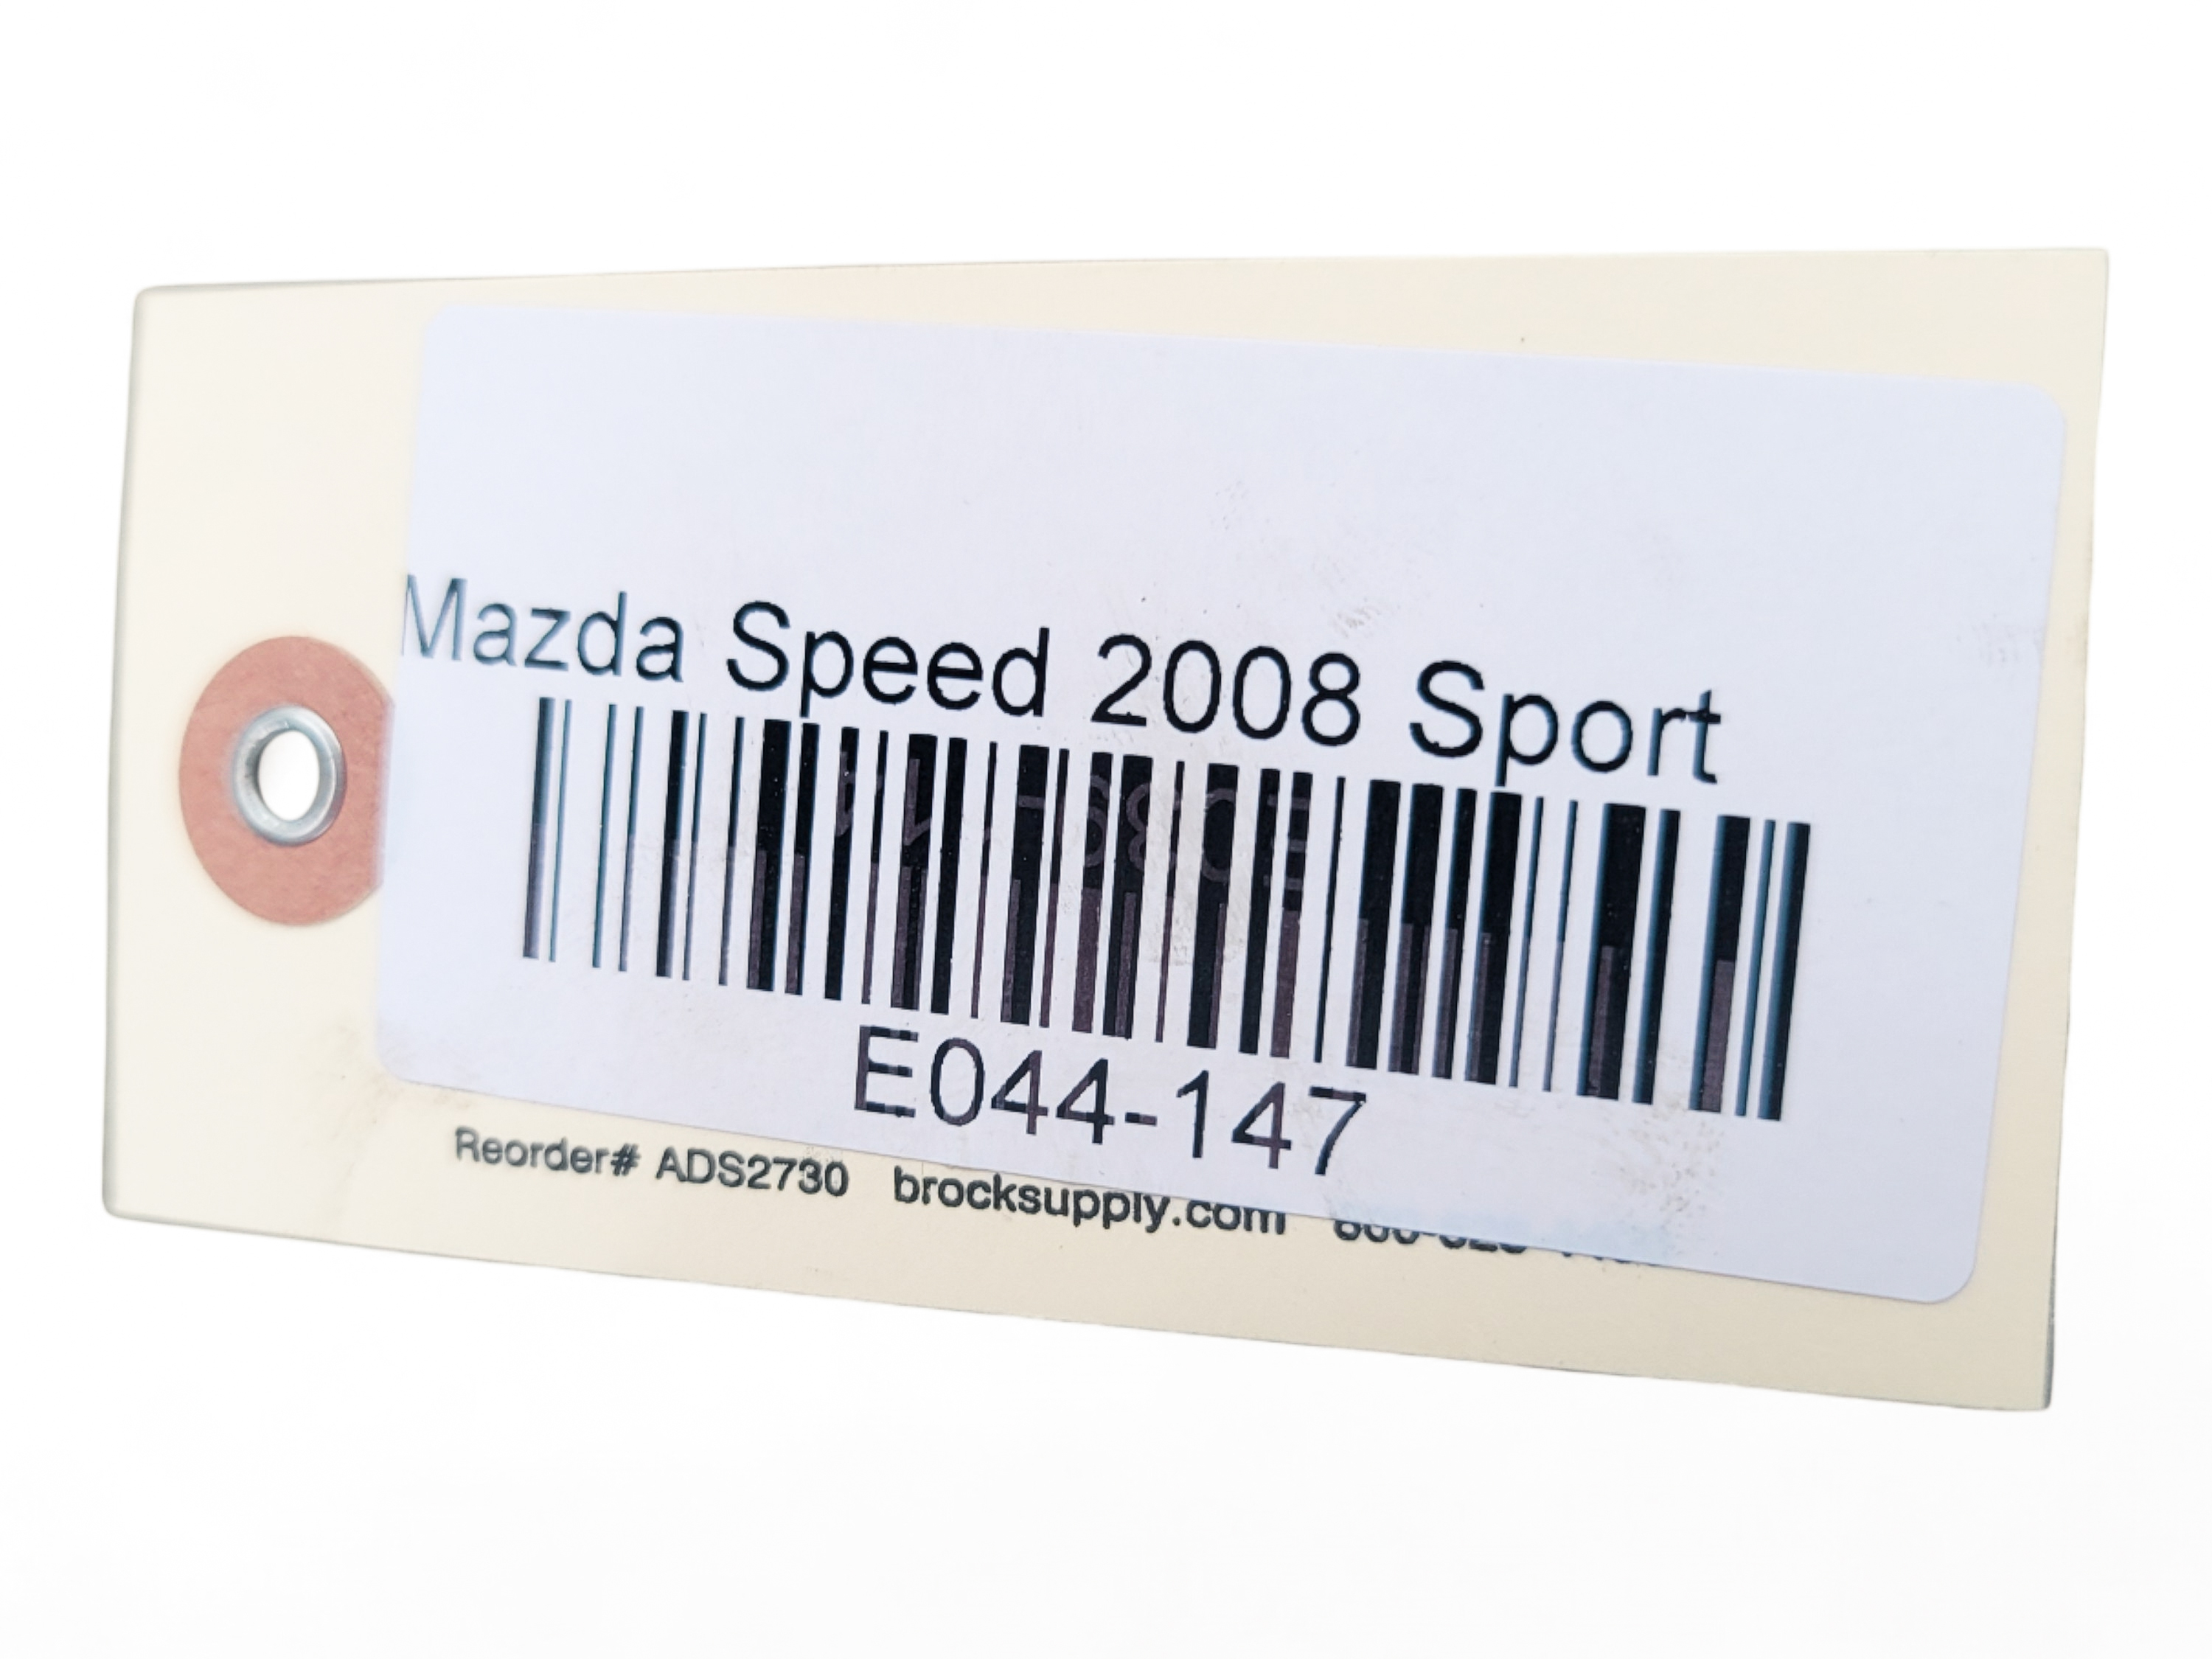 Mazda Speed 2008 Sport
E044-147
Reorder# ADS2730 brocksupply.com